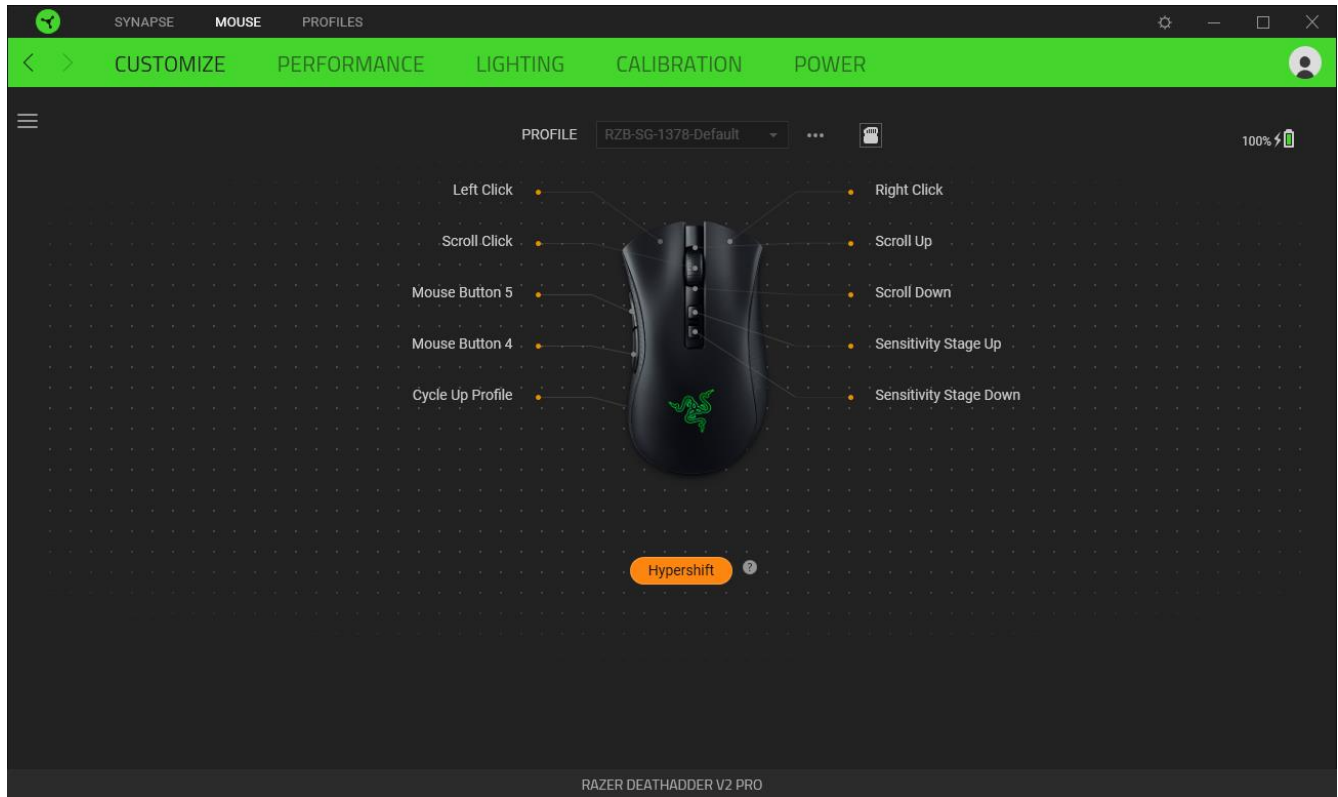 SYNAPSE MOUSE PROFILES
CUSTOMIZE PERFORMANCE LIGHTING CALIBRATION POWER
PROFILE RZB-SG-1378-Default
100%
Left Click
Scroll Click
Mouse Button 5
Mouse Button 4
Cycle Up Profile
Right Click
Scroll Up
Scroll Down
Sensitivity Stage Up
Sensitivity Stage Down
Hypershift ?
RAZER DEATHADDER V2 PRO